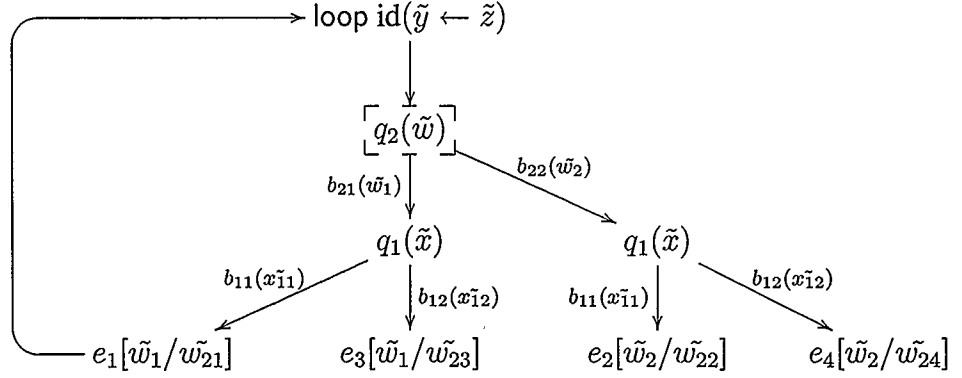 loop id(ỹ ← z̃)
q₂(w̃)
b₂₁(w̃₁) b₂₂(w̃₂)
q₁(x̃) q₁(x̃)
b₁₁(x̃₁₁) b₁₂(x̃₁₂) b₁₁(x̃₁₁) b₁₂(x̃₁₂)
e₁[w̃₁/w̃₂₁] e₃[w̃₁/w̃₂₃] e₂[w̃₂/w̃₂₂] e₄[w̃₂/w̃₂₄]